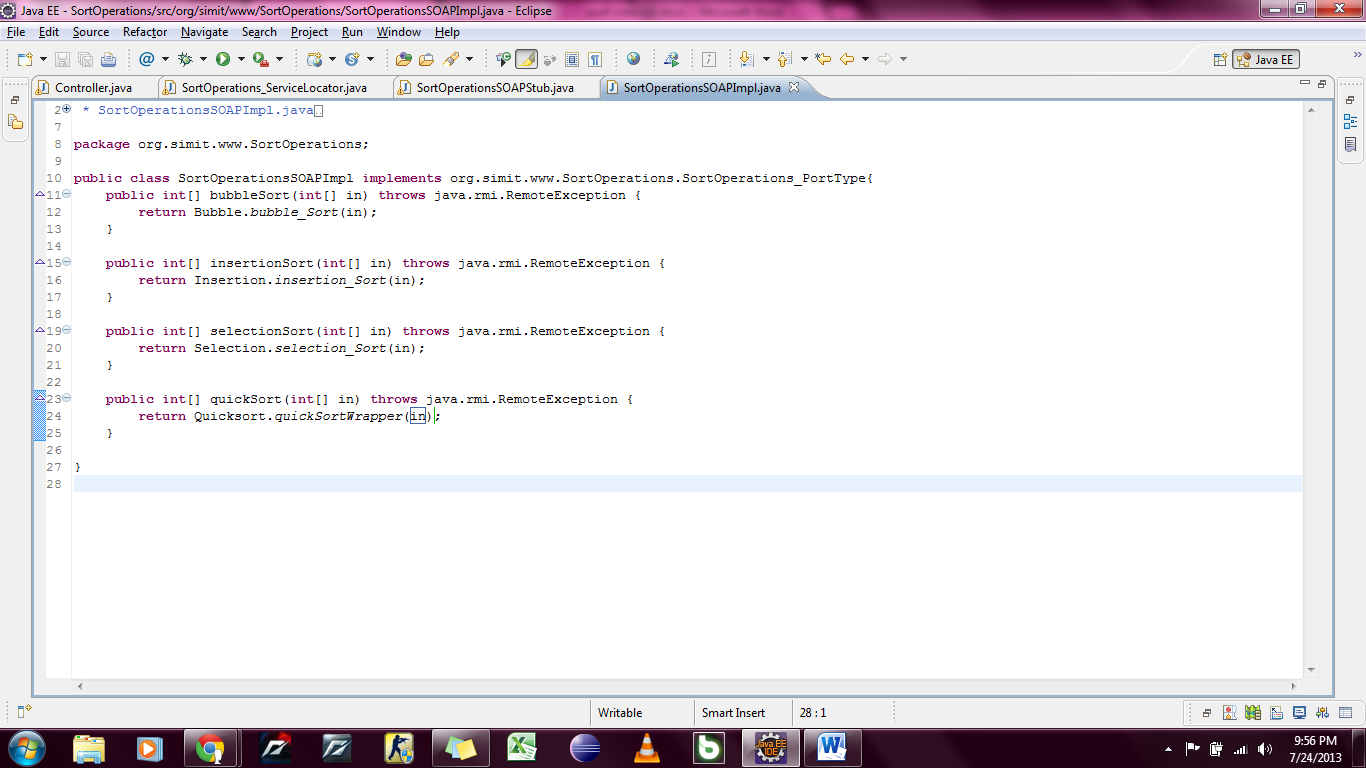 Java EE - SortOperations/src/org/simit/www/SortOperations/SortOperationsSOAPImpl.java - Eclipse
File Edit Source Refactor Navigate Search Project Run Window Help
Java EE
Controller.java SortOperations_ServiceLocator.java SortOperationsSOAPStub.java SortOperationsSOAPImpl.java
2 * SortOperationsSOAPImpl.java
7
8 package org.simit.www.SortOperations;
9
10 public class SortOperationsSOAPImpl implements org.simit.www.SortOperations.SortOperations_PortType{
11 public int[] bubbleSort(int[] in) throws java.rmi.RemoteException {
12 return Bubble.bubble_Sort(in);
13 }
14
15 public int[] insertionSort(int[] in) throws java.rmi.RemoteException {
16 return Insertion.insertion_Sort(in);
17 }
18
19 public int[] selectionSort(int[] in) throws java.rmi.RemoteException {
20 return Selection.selection_Sort(in);
21 }
22
23 public int[] quickSort(int[] in) throws java.rmi.RemoteException {
24 return Quicksort.quickSortWrapper(in);
25 }
26
27 }
28
Writable Smart Insert 28 : 1
9:56 PM
7/24/2013
Java EE
IDE